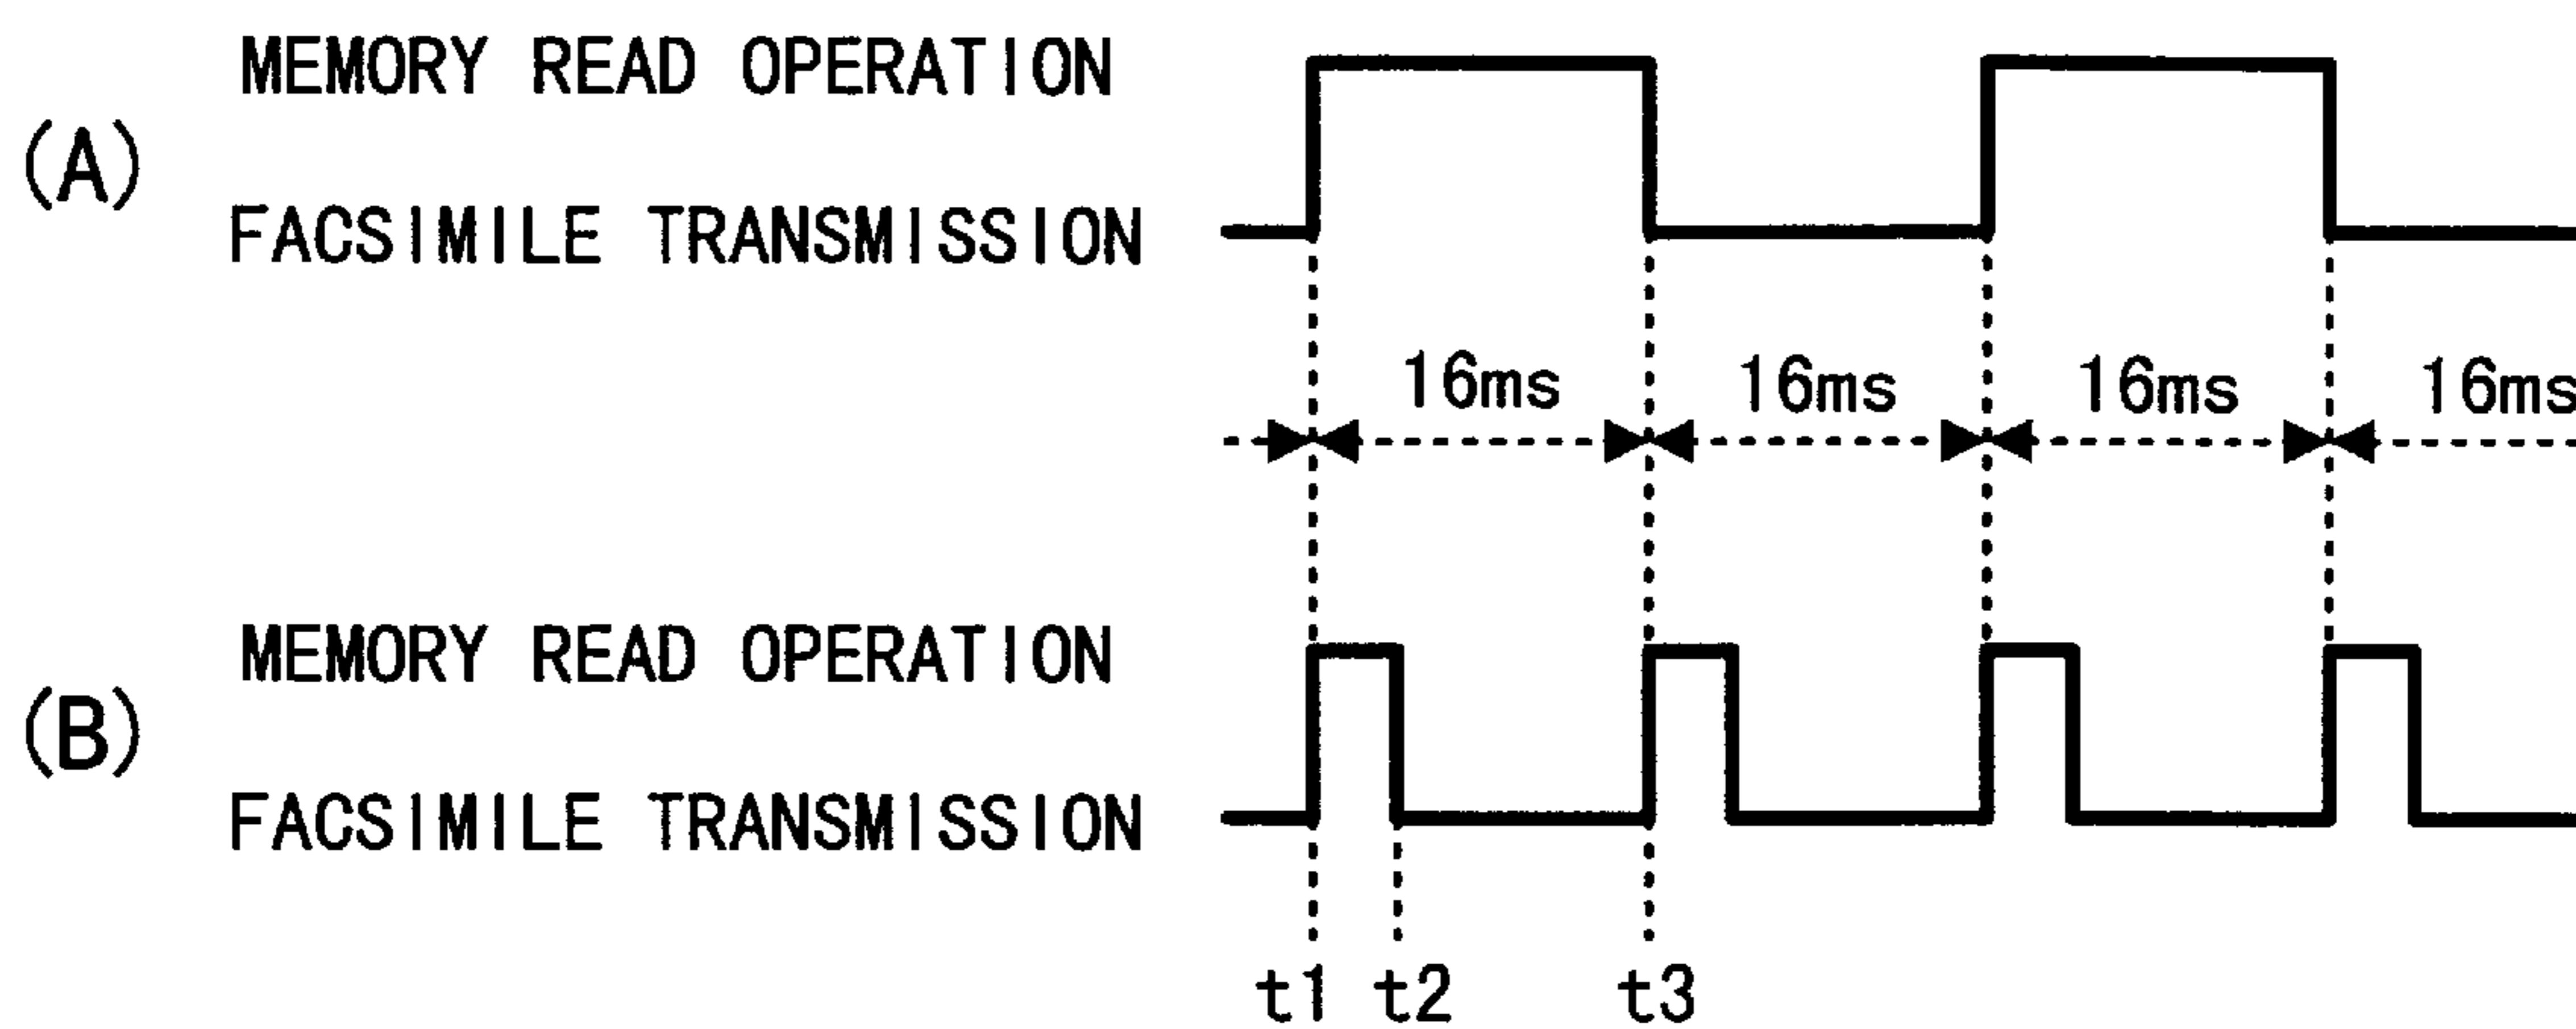 MEMORY READ OPERATION
(A)
FACSIMILE TRANSMISSION
16ms 16ms 16ms 16ms
MEMORY READ OPERATION
(B)
FACSIMILE TRANSMISSION
t1 t2 t3